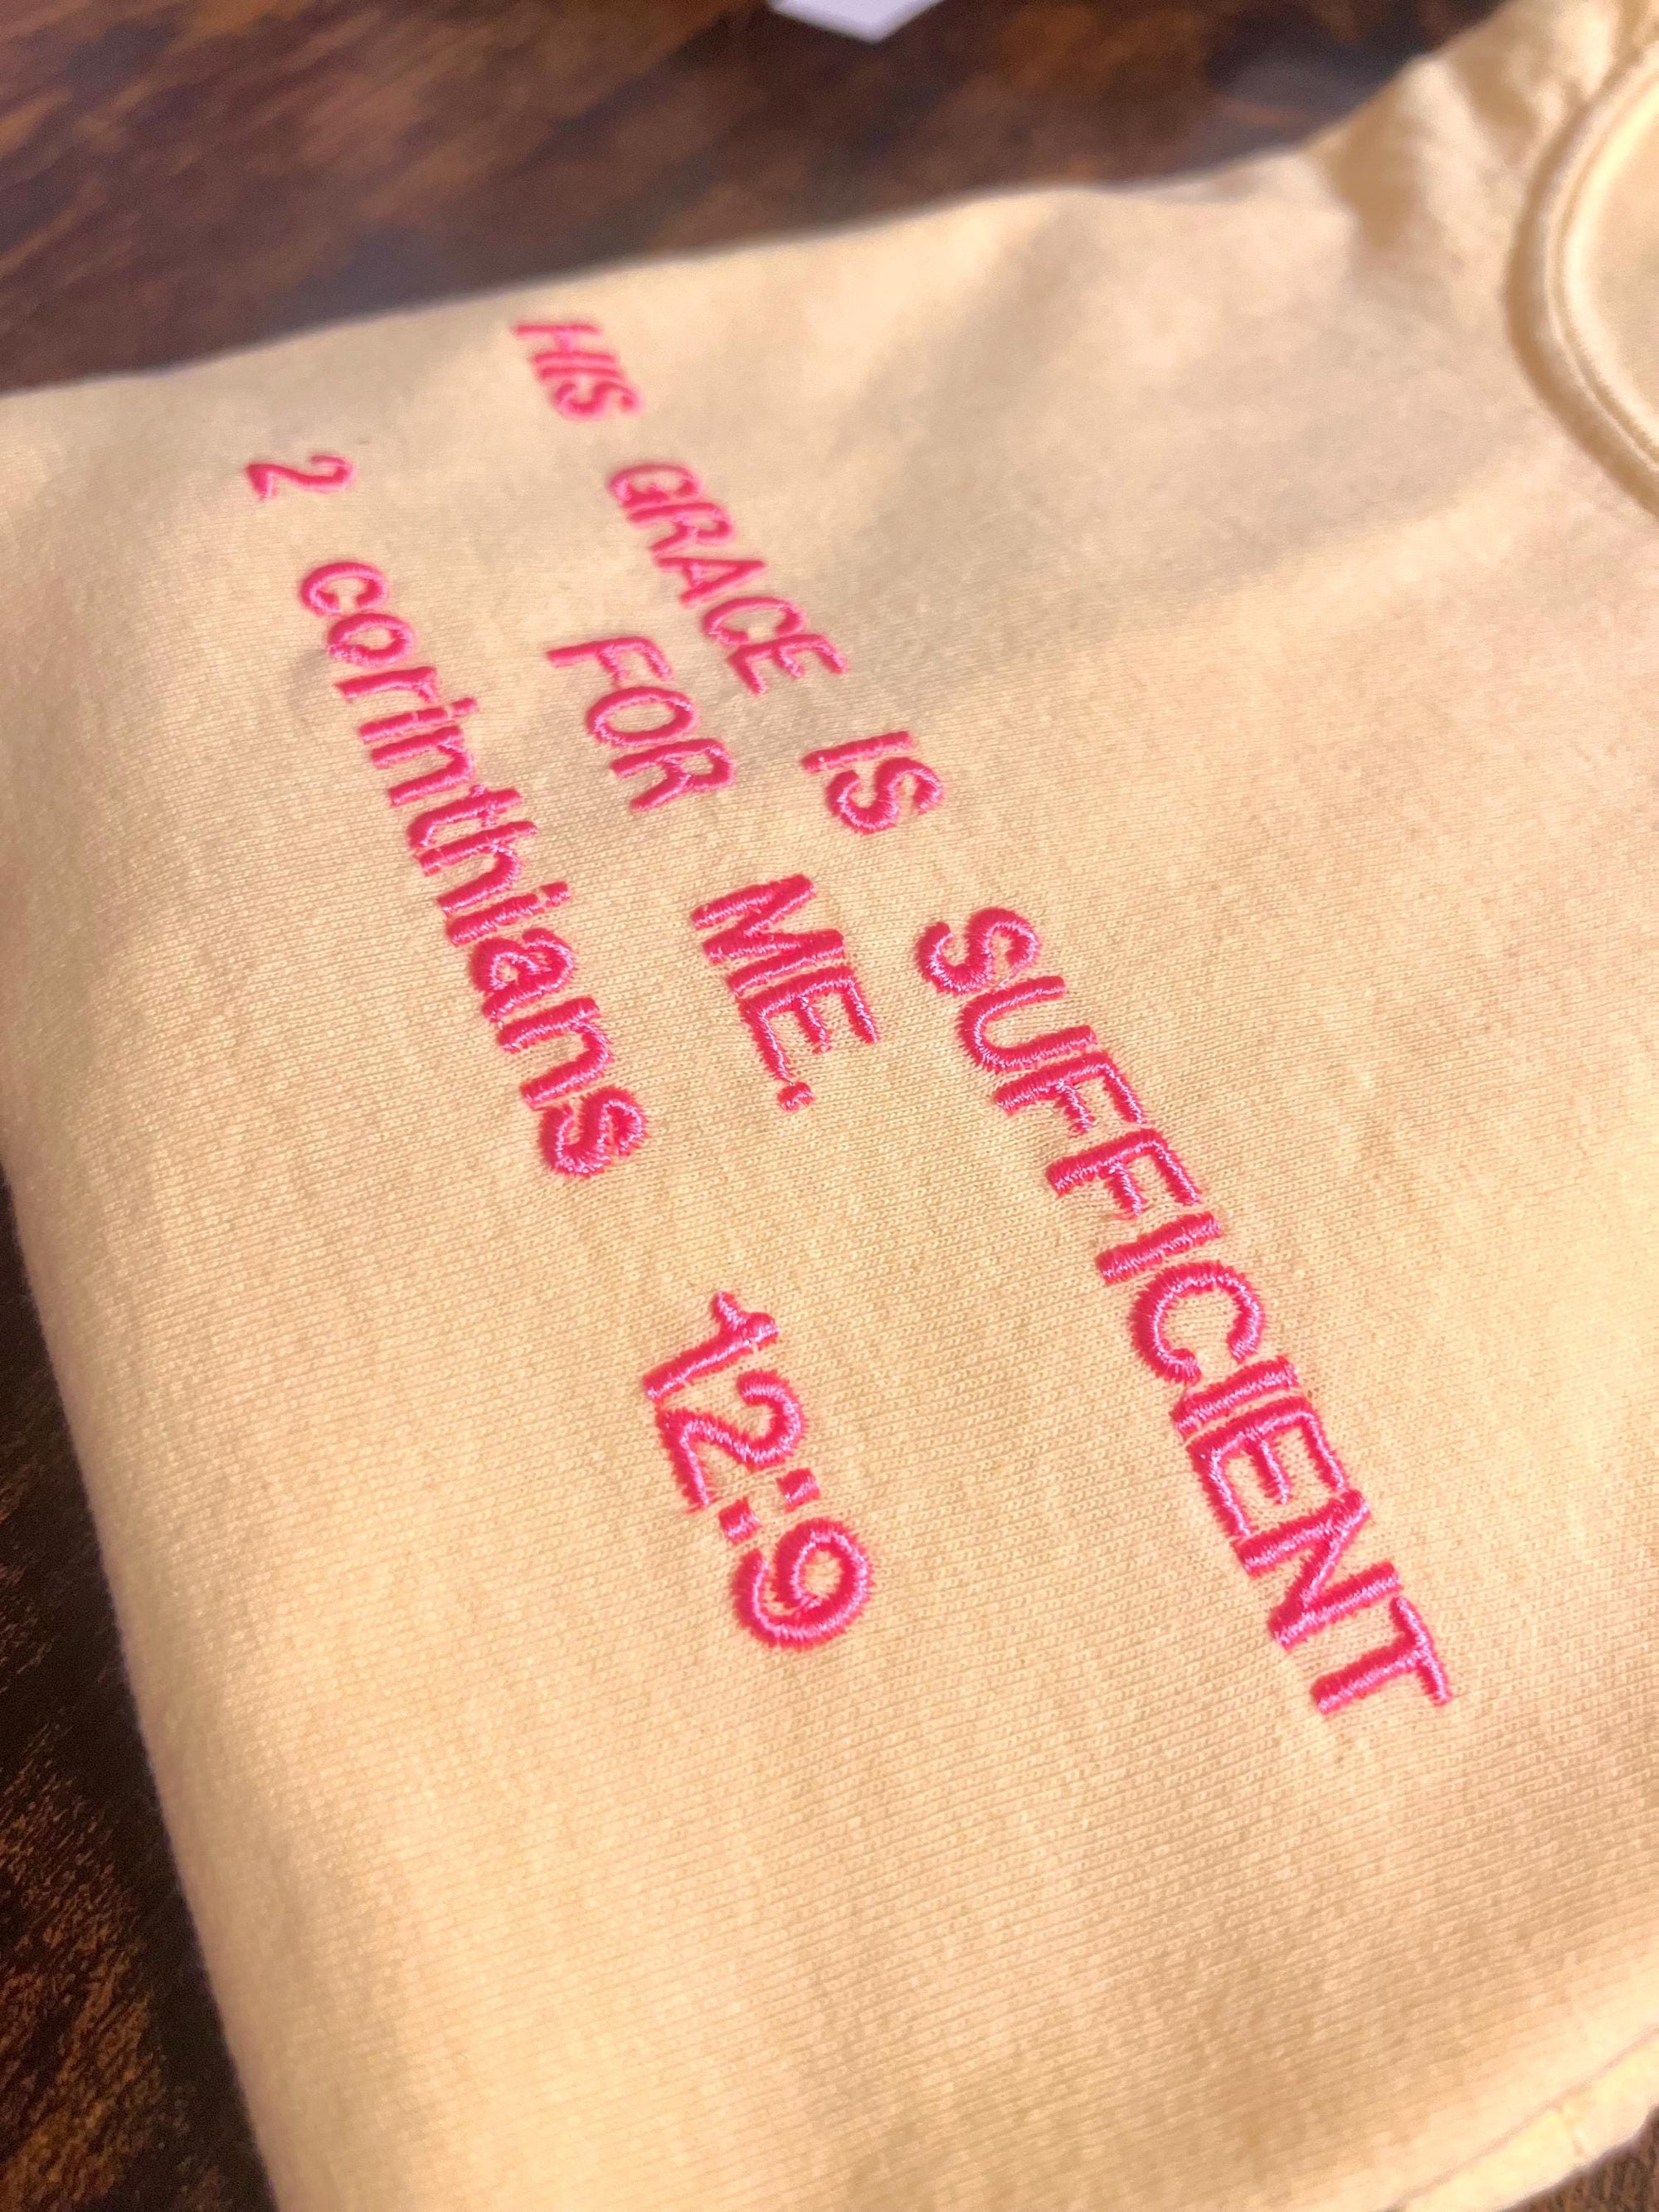 HIS GRACE IS SUFFICIENT
FOR ME.
2 corinthians 12:9